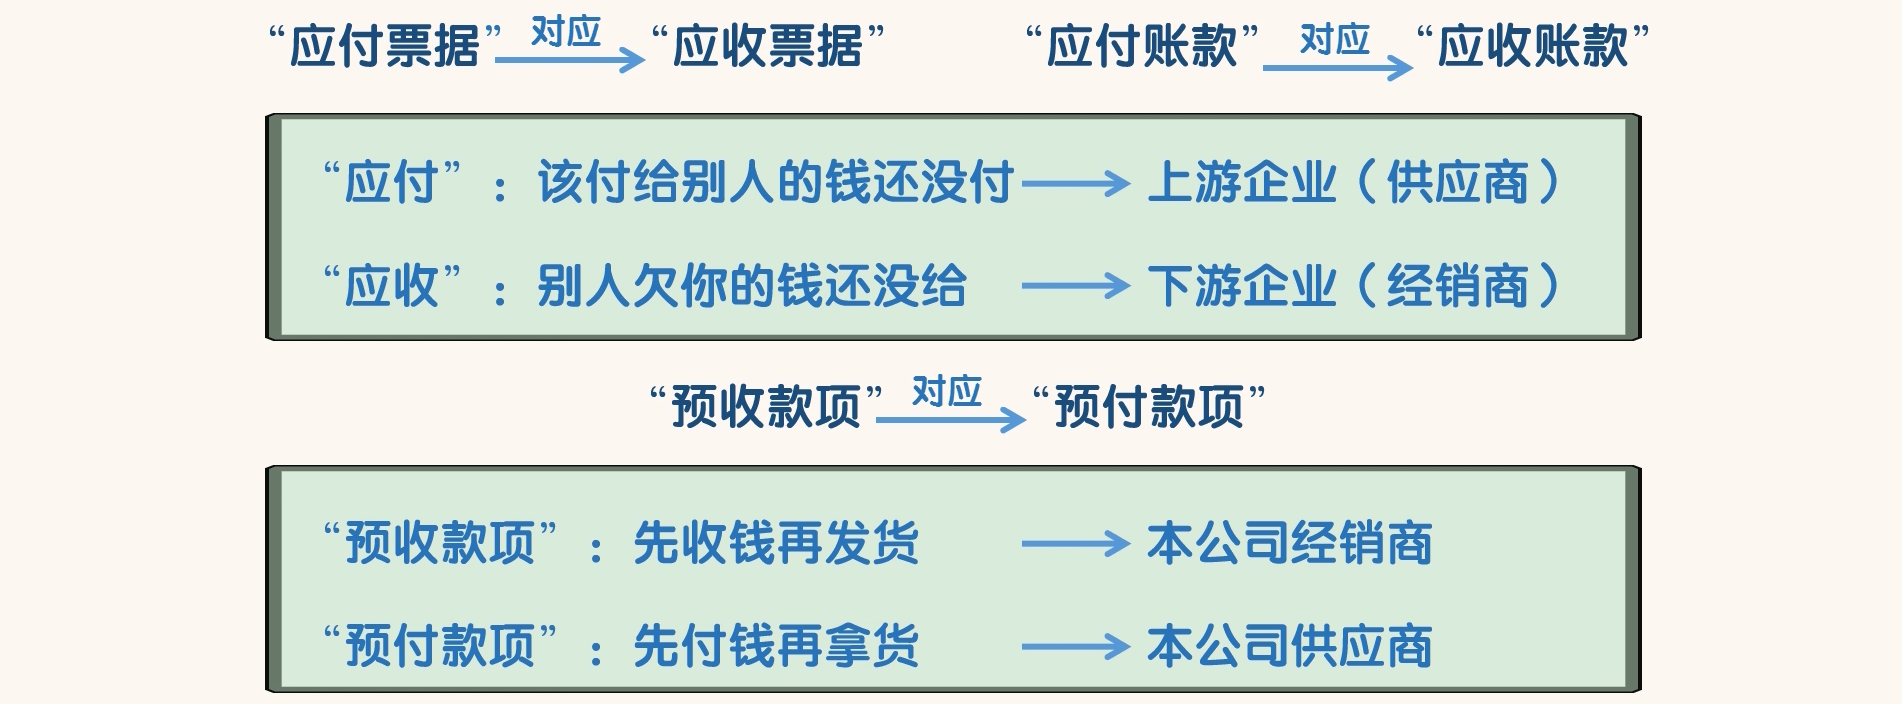 “应付票据” 对应 “应收票据” “应付账款” 对应 “应收账款”
“应付”：该付给别人的钱还没付 上游企业（供应商）
“应收”：别人欠你的钱还没给 下游企业（经销商）
“预收款项” 对应 “预付款项”
“预收款项”：先收钱再发货 本公司经销商
“预付款项”：先付钱再拿货 本公司供应商